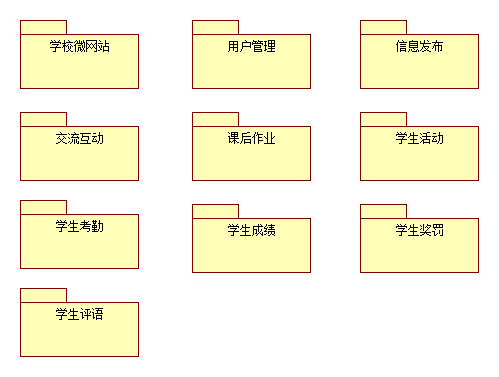 学校微网站
用户管理
信息发布
交流互动
课后作业
学生活动
学生考勤
学生成绩
学生奖罚
学生评语